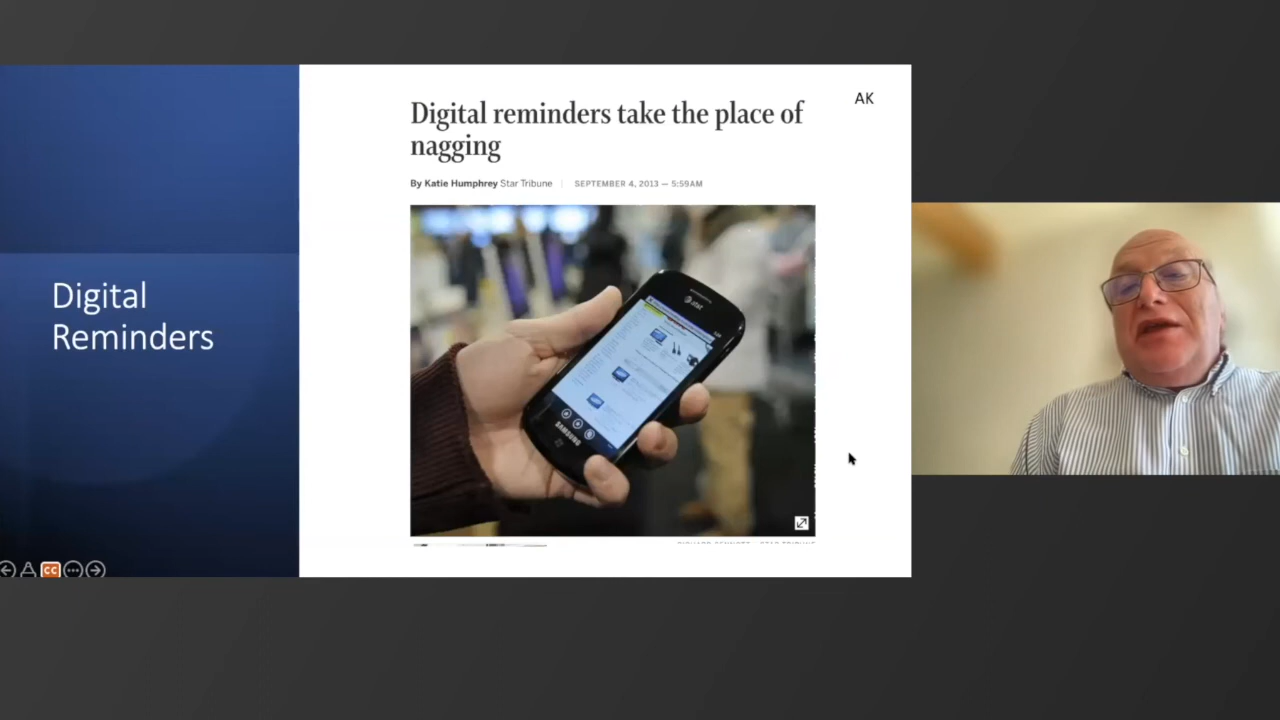 Digital
Reminders
Digital reminders take the place of
nagging
AK
By Katie Humphrey Star Tribune | SEPTEMBER 4, 2013 — 5:59AM
at&t
SAMSUNG
CC